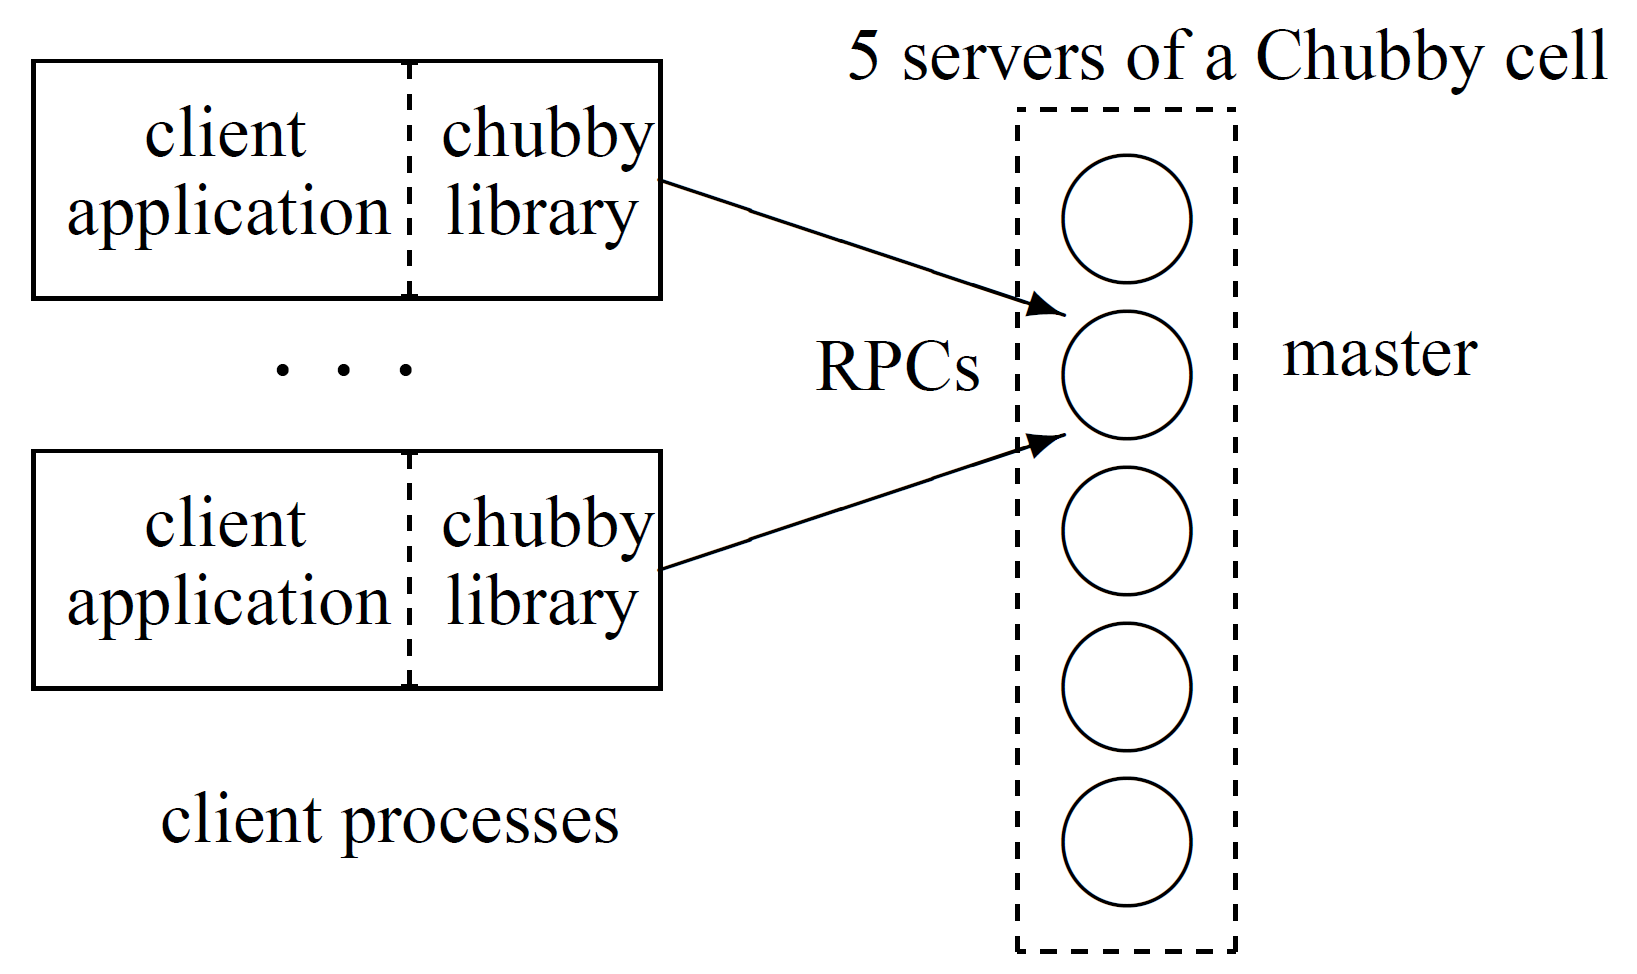 5 servers of a Chubby cell
client
application
chubby
library
. . .
RPCs
master
client
application
chubby
library
client processes